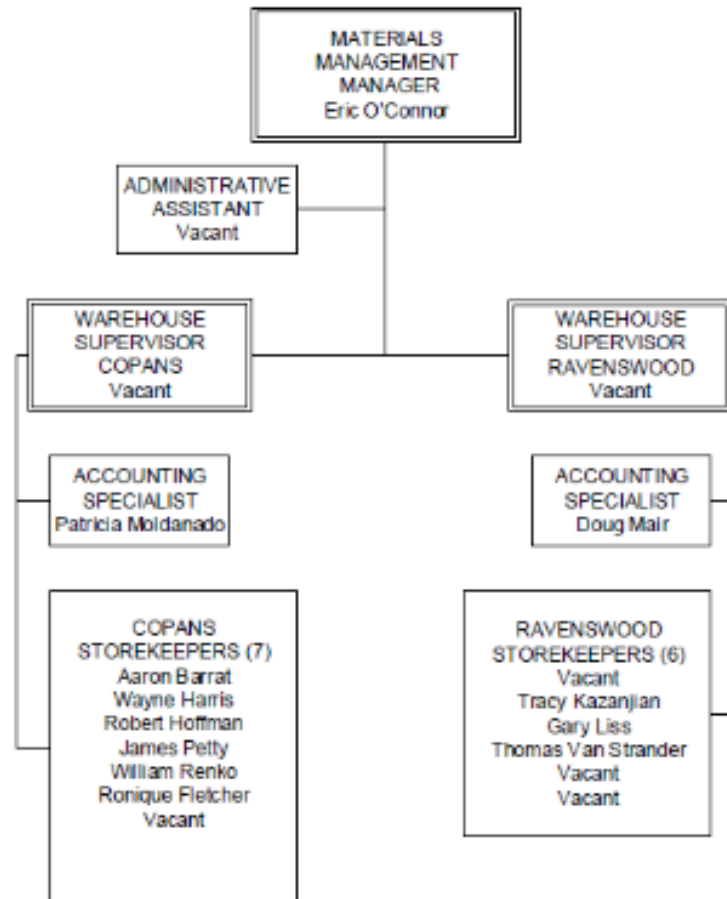 MATERIALS
MANAGEMENT
MANAGER
Eric O'Connor
ADMINISTRATIVE
ASSISTANT
Vacant
WAREHOUSE
SUPERVISOR
COPANS
Vacant
WAREHOUSE
SUPERVISOR
RAVENSWOOD
Vacant
ACCOUNTING
SPECIALIST
Patricia Moldanado
ACCOUNTING
SPECIALIST
Doug Mair
COPANS
STOREKEEPERS (7)
Aaron Barrat
Wayne Harris
Robert Hoffman
James Petty
William Renko
Ronique Fletcher
Vacant
RAVENSWOOD
STOREKEEPERS (6)
Vacant
Tracy Kazanjian
Gary Liss
Thomas Van Strander
Vacant
Vacant